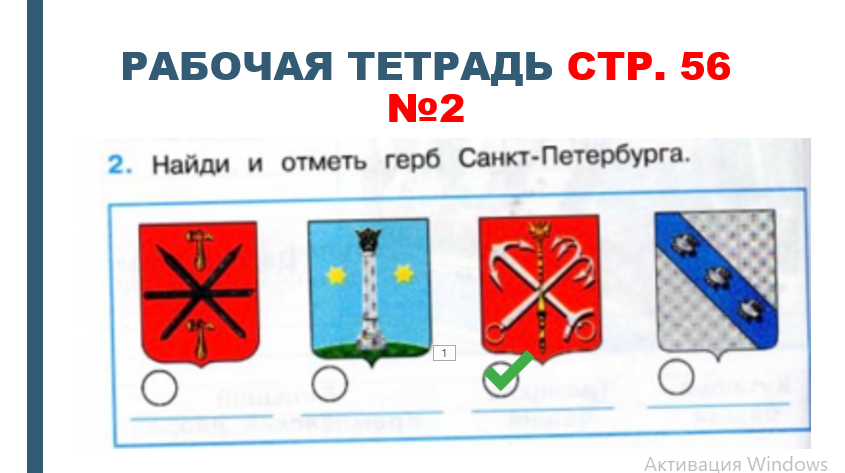 РАБОЧАЯ ТЕТРАДЬ СТР. 56
№2
2. Найди и отметь герб Санкт-Петербурга.
1
Активация Windows